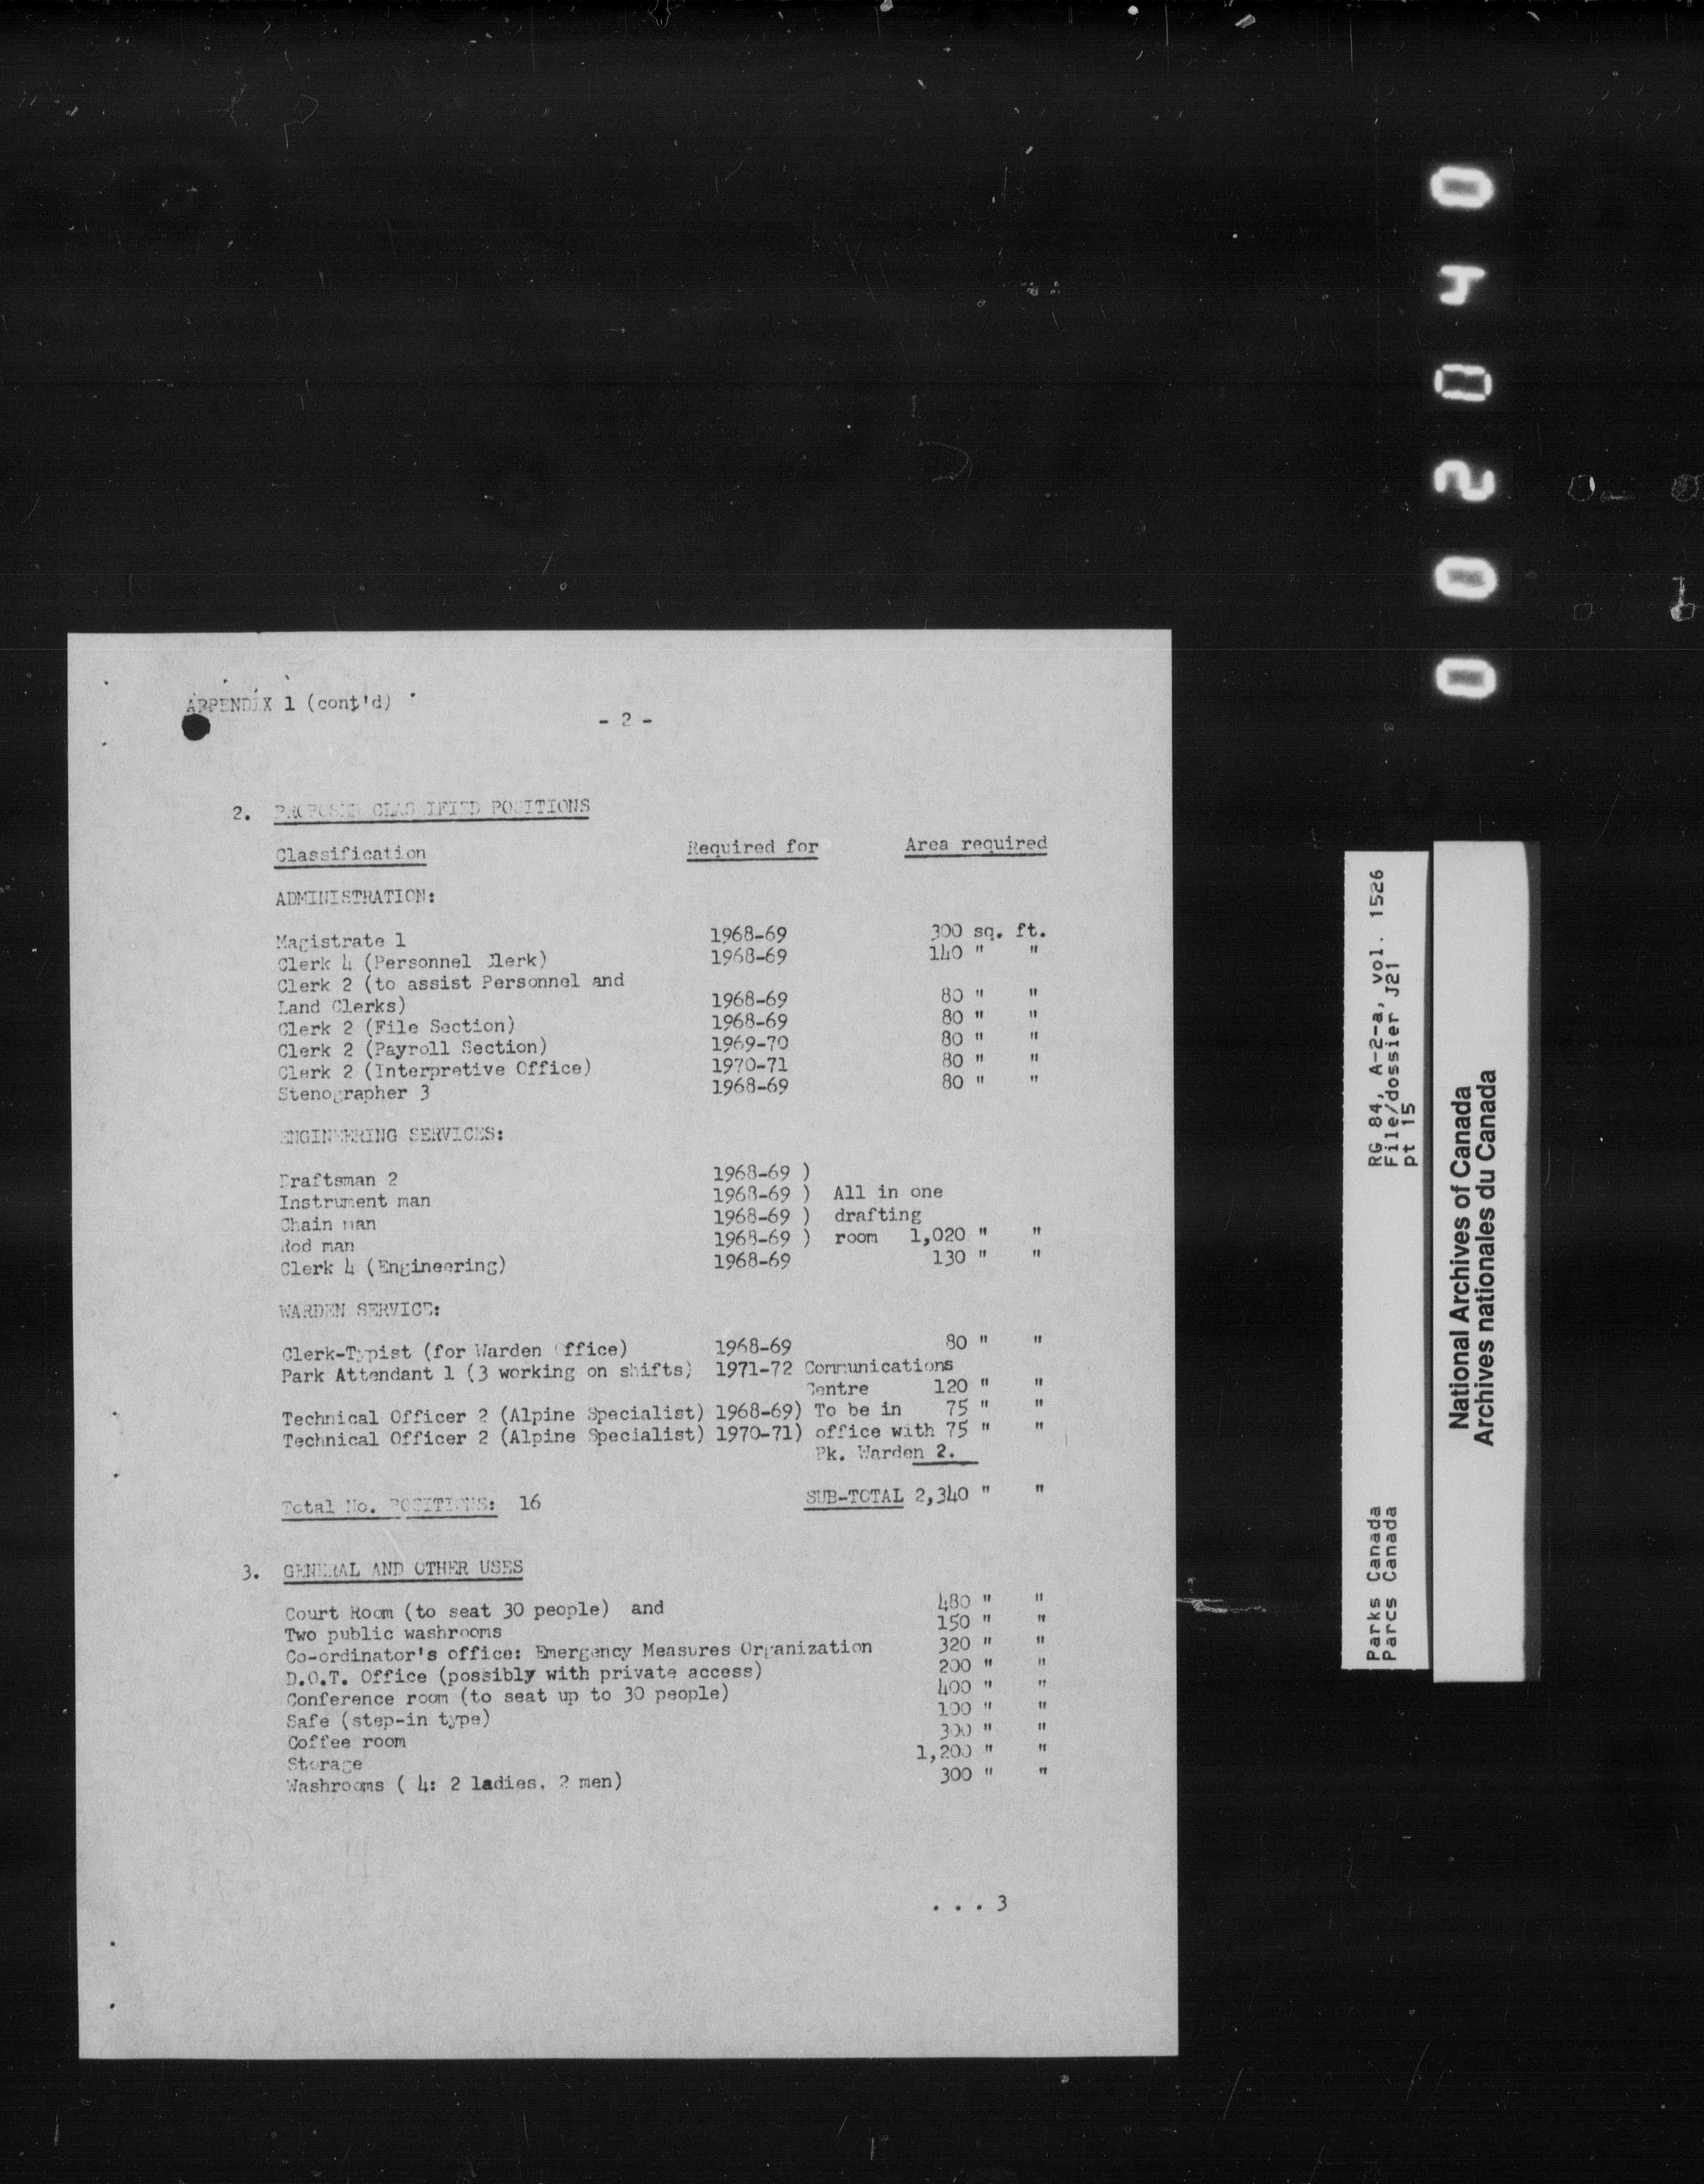 APPENDIX 1 (cont'd)
- 2 -
2. PROPOSED CLASSIFIED POSITIONS
Classification Required for Area required
ADMINISTRATION:
Magistrate 1 1968-69 300 sq. ft.
Clerk 4 (Personnel Clerk) 1968-69 140 " "
Clerk 2 (to assist Personnel and
Land Clerks) 1968-69 80 " "
Clerk 2 (File Section) 1968-69 80 " "
Clerk 2 (Payroll Section) 1969-70 80 " "
Clerk 2 (Interpretive Office) 1970-71 80 " "
Stenographer 3 1968-69 80 " "
ENGINEERING SERVICES:
Draftsman 2 1968-69 )
Instrument man 1968-69 ) All in one
Chain man 1968-69 ) drafting
Rod man 1968-69 ) room 1,020 " "
Clerk 4 (Engineering) 1968-69 130 " "
WARDEN SERVICE:
Clerk-Typist (for Warden Office) 1968-69 80 " "
Park Attendant 1 (3 working on shifts) 1971-72 Communications
Centre 120 " "
Technical Officer 2 (Alpine Specialist) 1968-69) To be in 75 " "
Technical Officer 2 (Alpine Specialist) 1970-71) office with 75 " "
Pk. Warden 2.
Total No. POSITIONS: 16 SUB-TOTAL 2,340 " "
3. GENERAL AND OTHER USES
Court Room (to seat 30 people) and 480 " "
Two public washrooms 150 " "
Co-ordinator's office: Emergency Measures Organization 320 " "
D.O.T. Office (possibly with private access) 200 " "
Conference room (to seat up to 30 people) 400 " "
Safe (step-in type) 100 " "
Coffee room 300 " "
Storage 1,200 " "
Washrooms ( 4: 2 ladies, 2 men) 300 " "
. . . 3
Parks Canada RG 84, A-2-a, vol. 1526
Parcs Canada File/dossier J21
pt 15
National Archives of Canada
Archives nationales du Canada